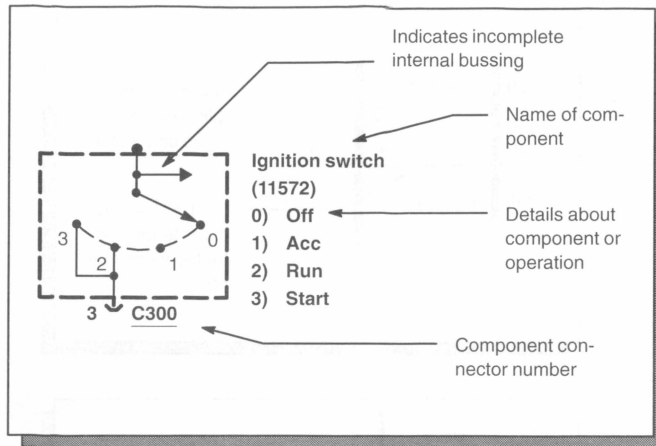 Indicates incomplete
internal bussing
Name of com-
ponent
Ignition switch
(11572)
0) Off
1) Acc
2) Run
3) Start
Details about
component or
operation
3
2
1
0
3 C300
Component con-
nector number